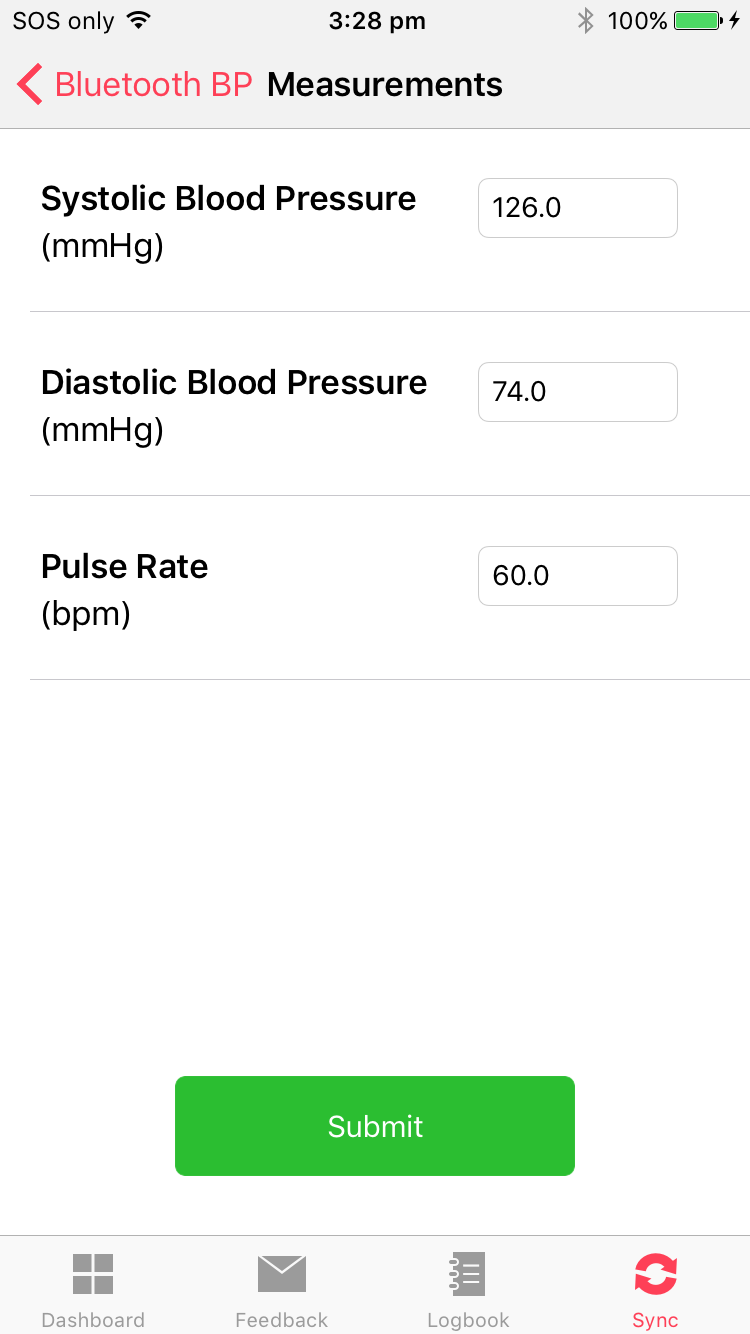 SOS only 3:28 pm 100%
Bluetooth BP Measurements
Systolic Blood Pressure 126.0
(mmHg)
Diastolic Blood Pressure 74.0
(mmHg)
Pulse Rate 60.0
(bpm)
Submit
Dashboard Feedback Logbook Sync